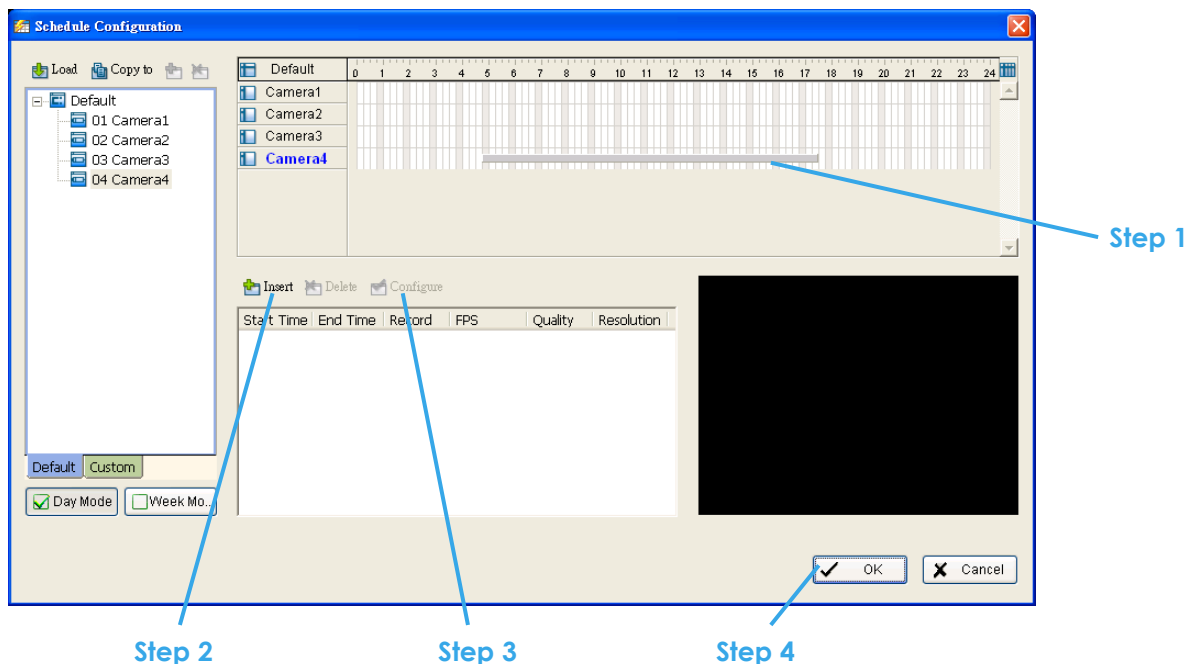 Schedule Configuration
Load Copy to
Default
01 Camera1
02 Camera2
03 Camera3
04 Camera4
Default Custom
Day Mode Week Mo..
Default 0 1 2 3 4 5 6 7 8 9 10 11 12 13 14 15 16 17 18 19 20 21 22 23 24
Camera1
Camera2
Camera3
Camera4
Step 1
Insert Delete Configure
Start Time End Time Record FPS Quality Resolution
OK Cancel
Step 2 Step 3 Step 4